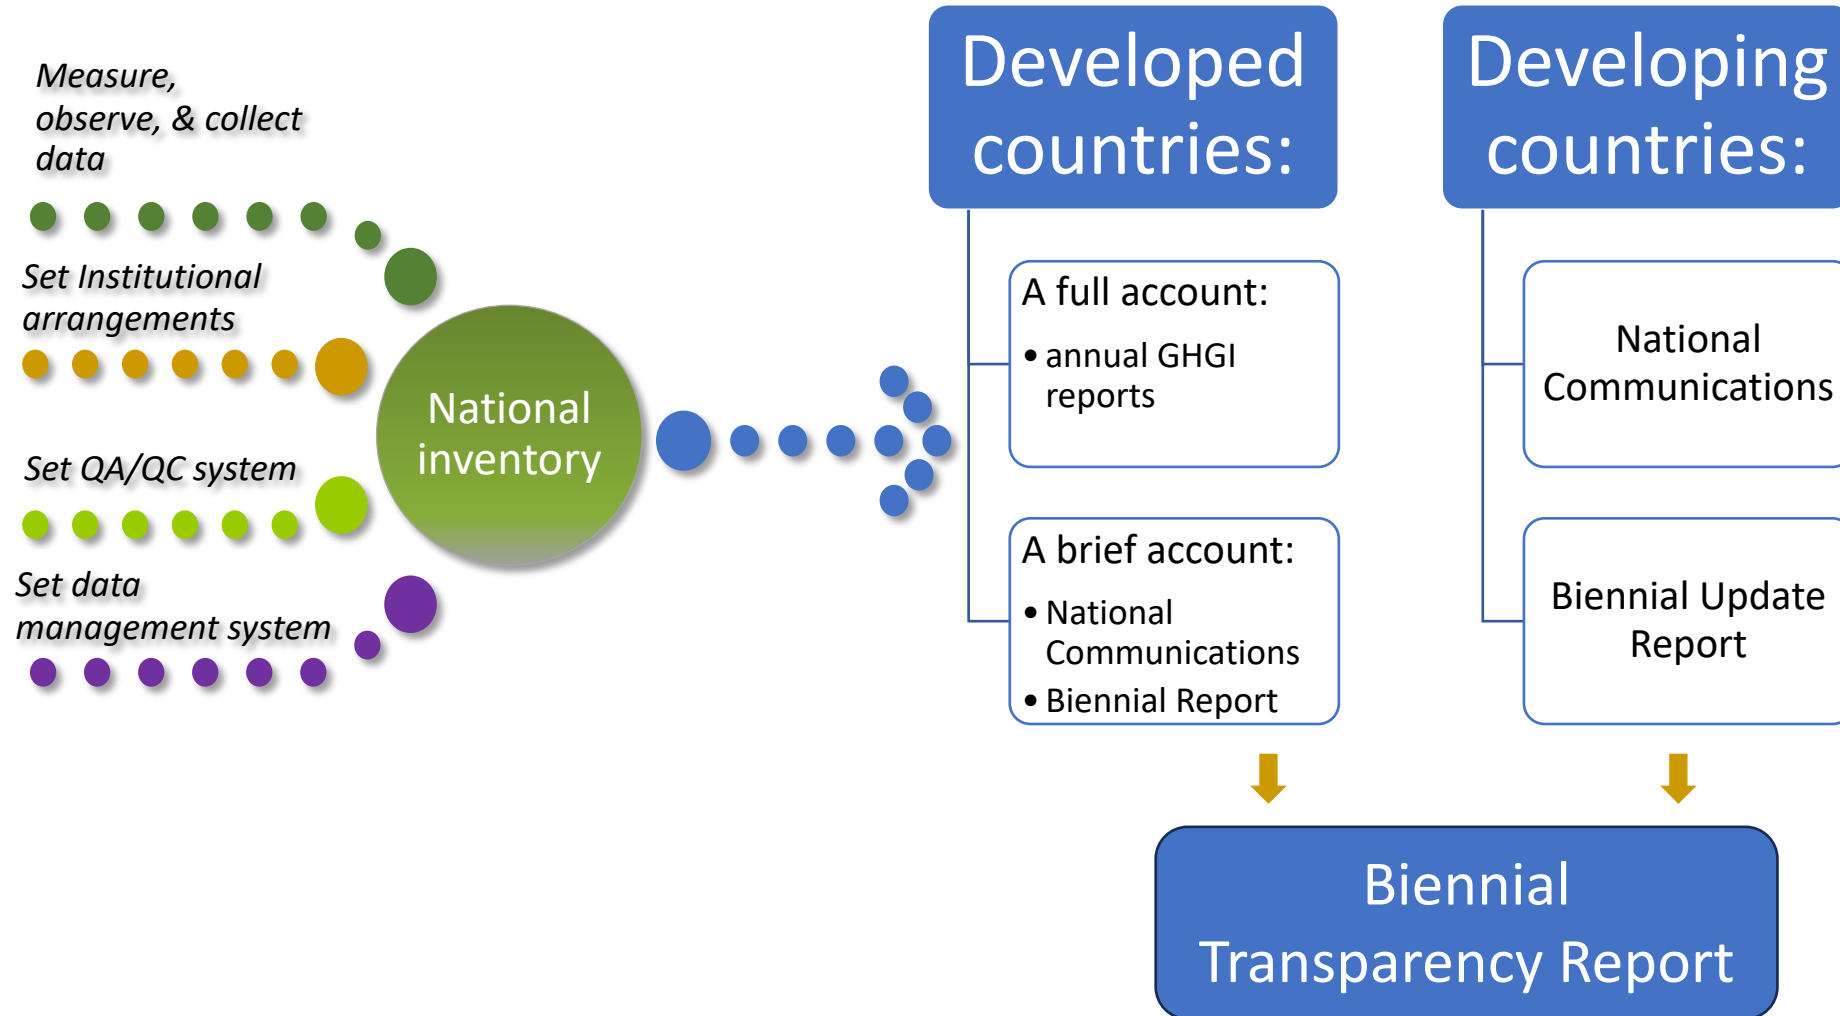 Measure,
observe, & collect
data
Set Institutional
arrangements
Set QA/QC system
Set data
management system
National
inventory
Developed
countries:
A full account:
• annual GHGI
reports
A brief account:
• National
Communications
• Biennial Report
Developing
countries:
National
Communications
Biennial Update
Report
Biennial
Transparency Report